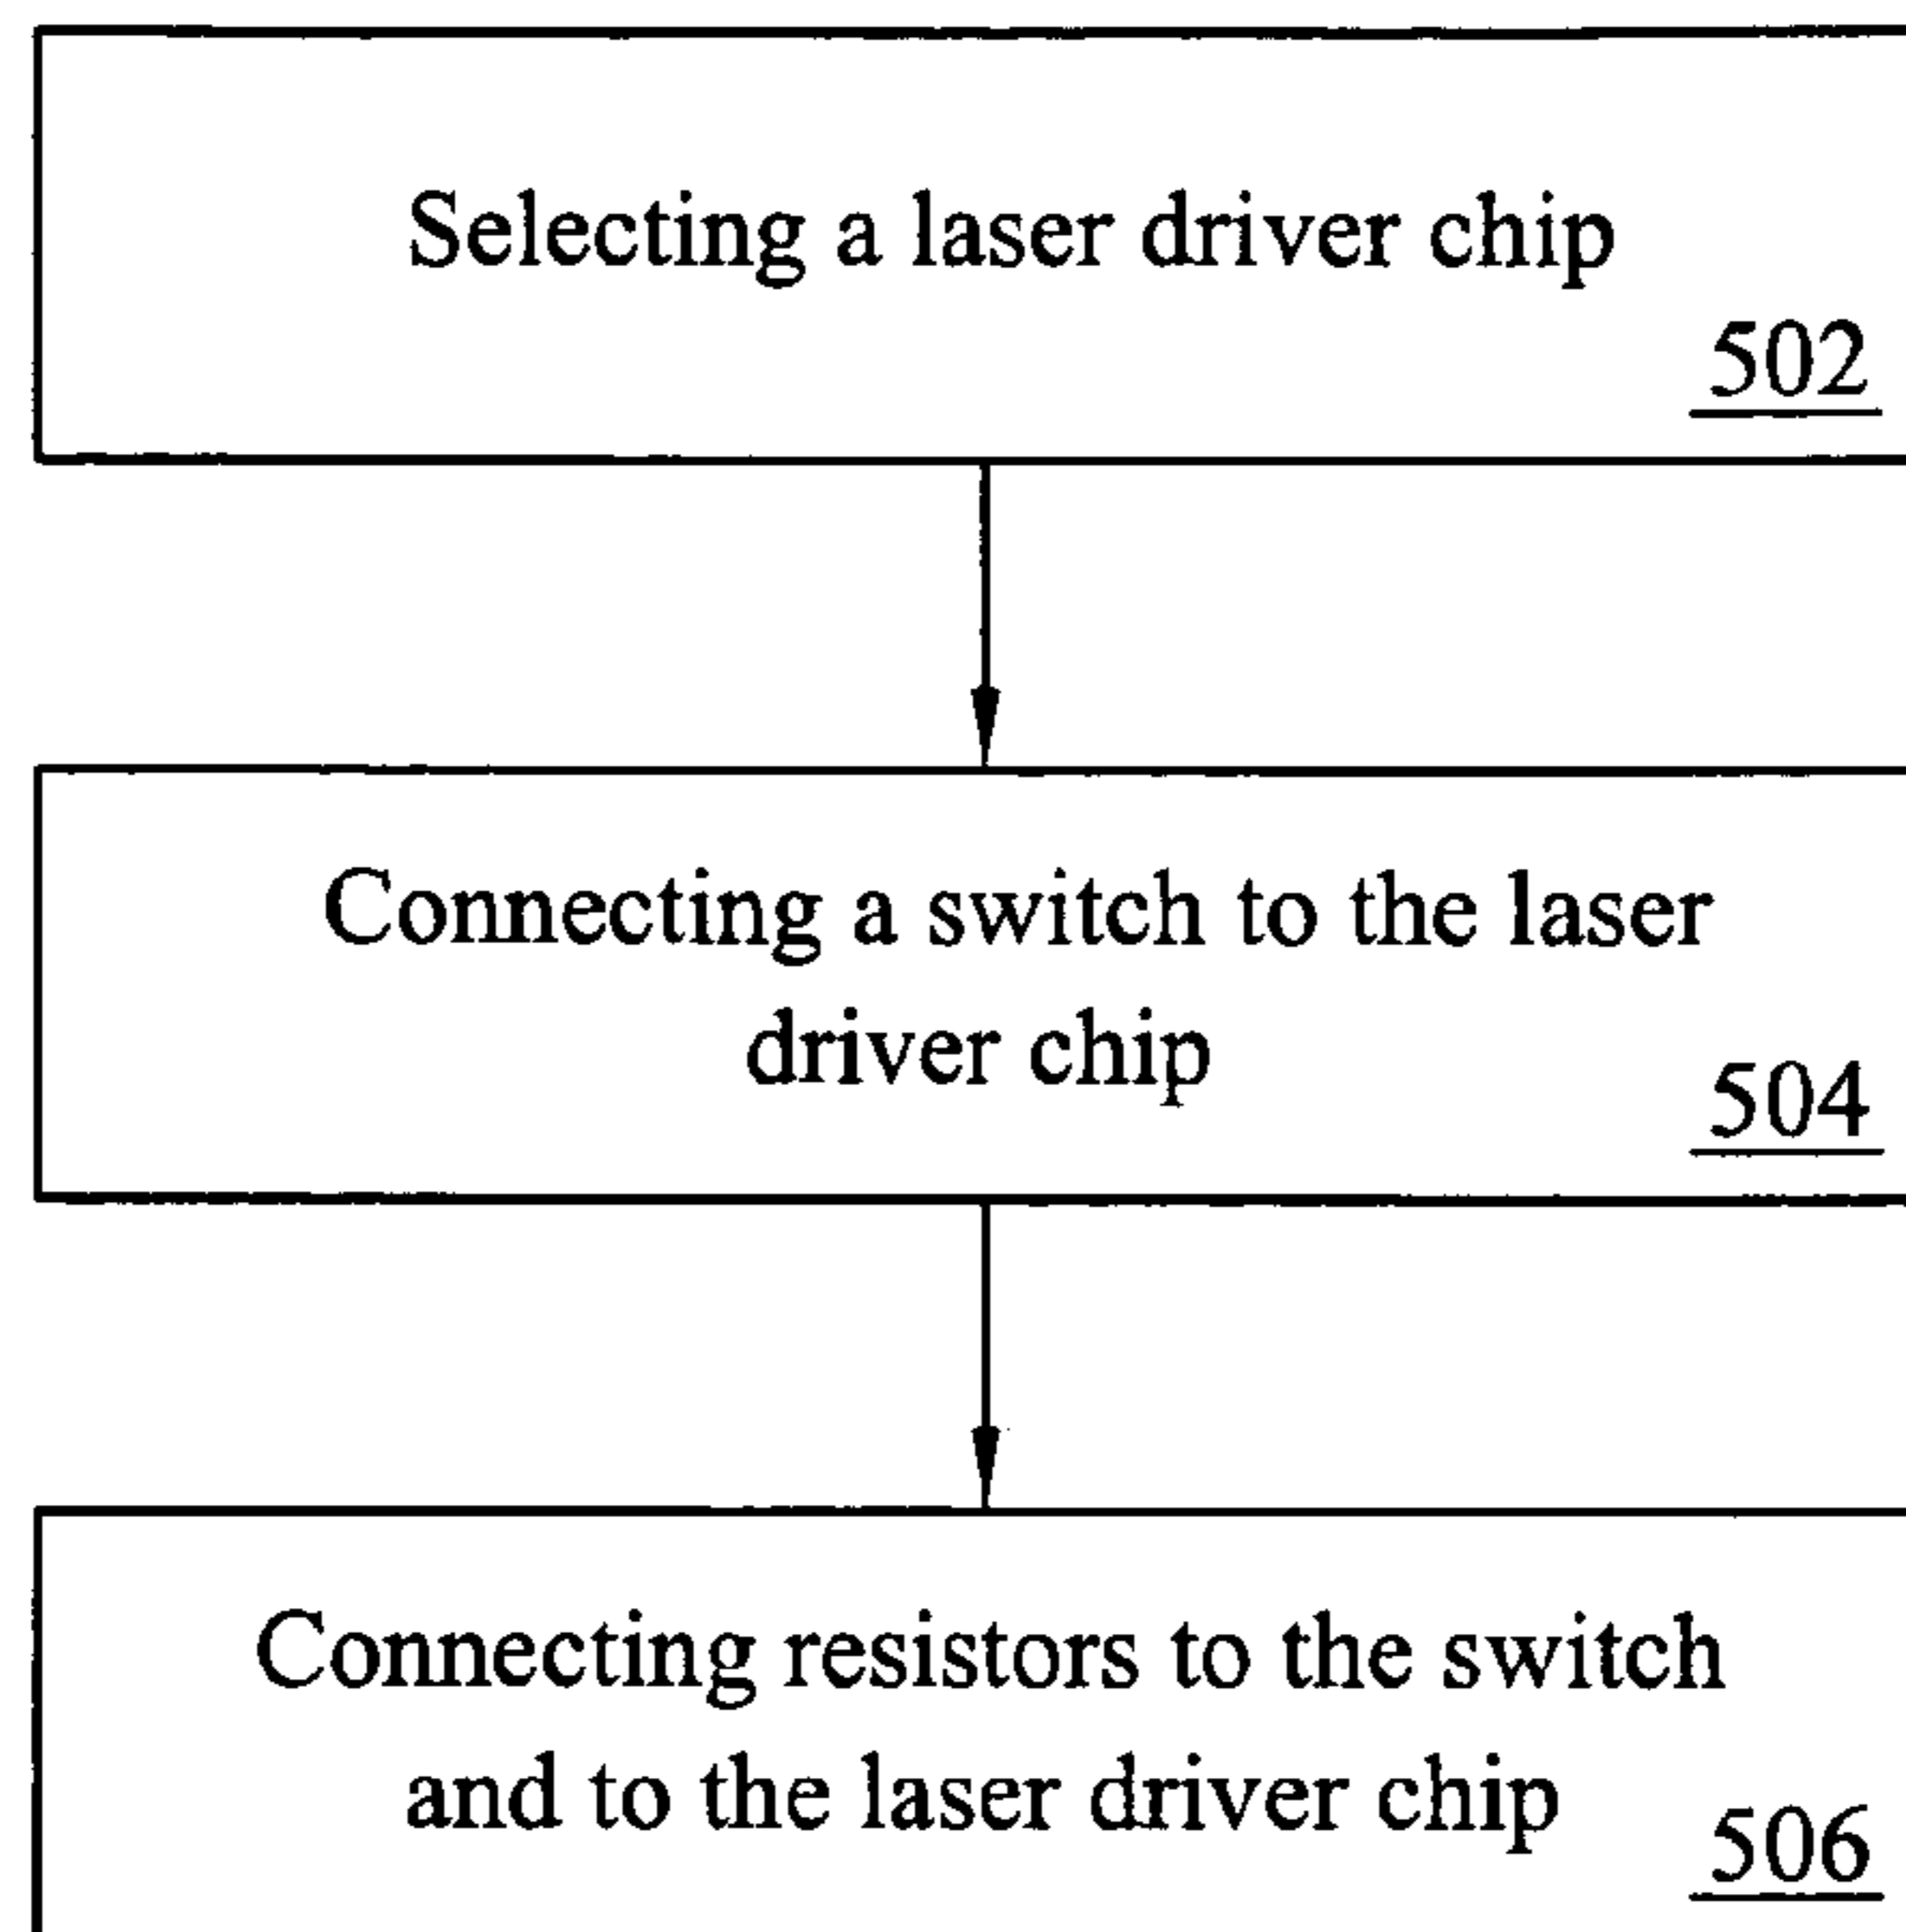 Selecting a laser driver chip
502
Connecting a switch to the laser
driver chip
504
Connecting resistors to the switch
and to the laser driver chip
506